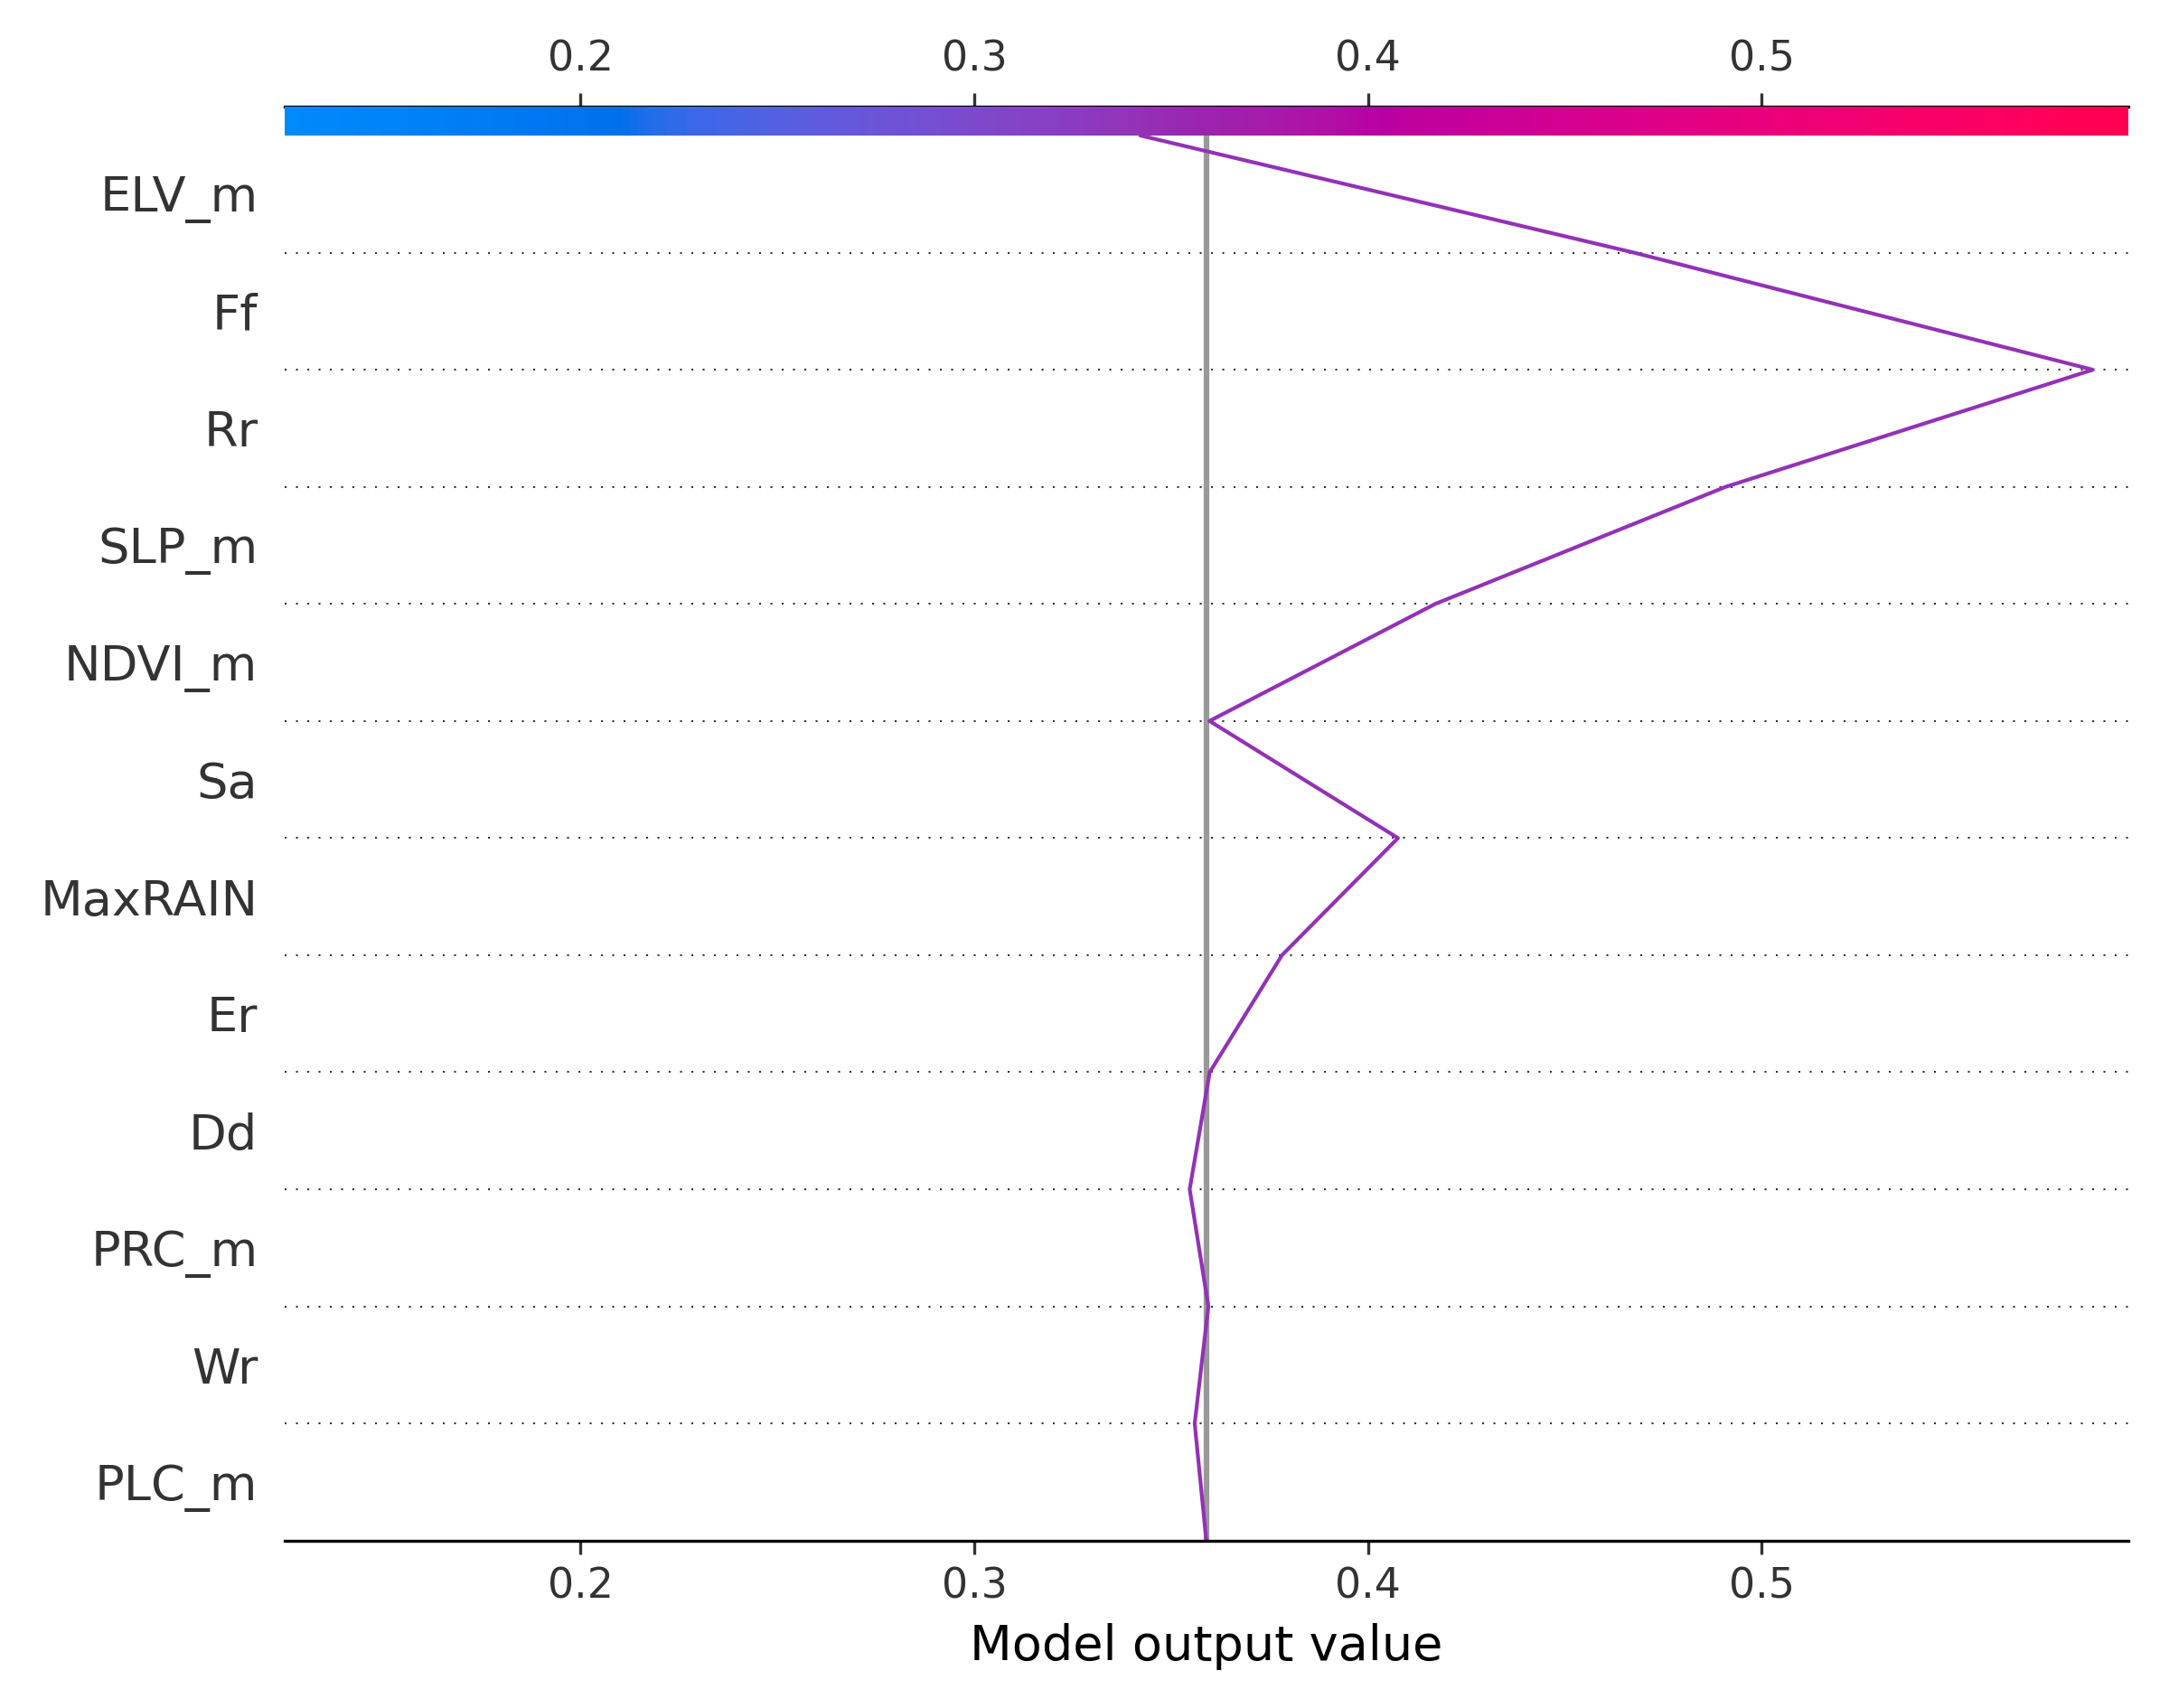 0.2 0.3 0.4 0.5
ELV_m
Ff
Rr
SLP_m
NDVI_m
Sa
MaxRAIN
Er
Dd
PRC_m
Wr
PLC_m
0.2 0.3 0.4 0.5
Model output value